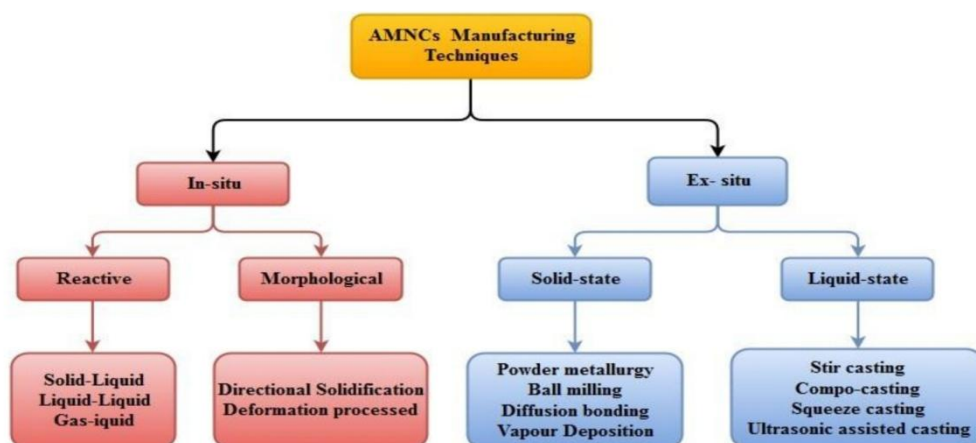 AMNCs Manufacturing
Techniques
In-situ
Ex- situ
Reactive
Morphological
Solid-state
Liquid-state
Solid-Liquid
Liquid-Liquid
Gas-iquid
Directional Solidification
Deformation processed
Powder metallurgy
Ball milling
Diffusion bonding
Vapour Deposition
Stir casting
Compo-casting
Squeeze casting
Ultrasonic assisted casting